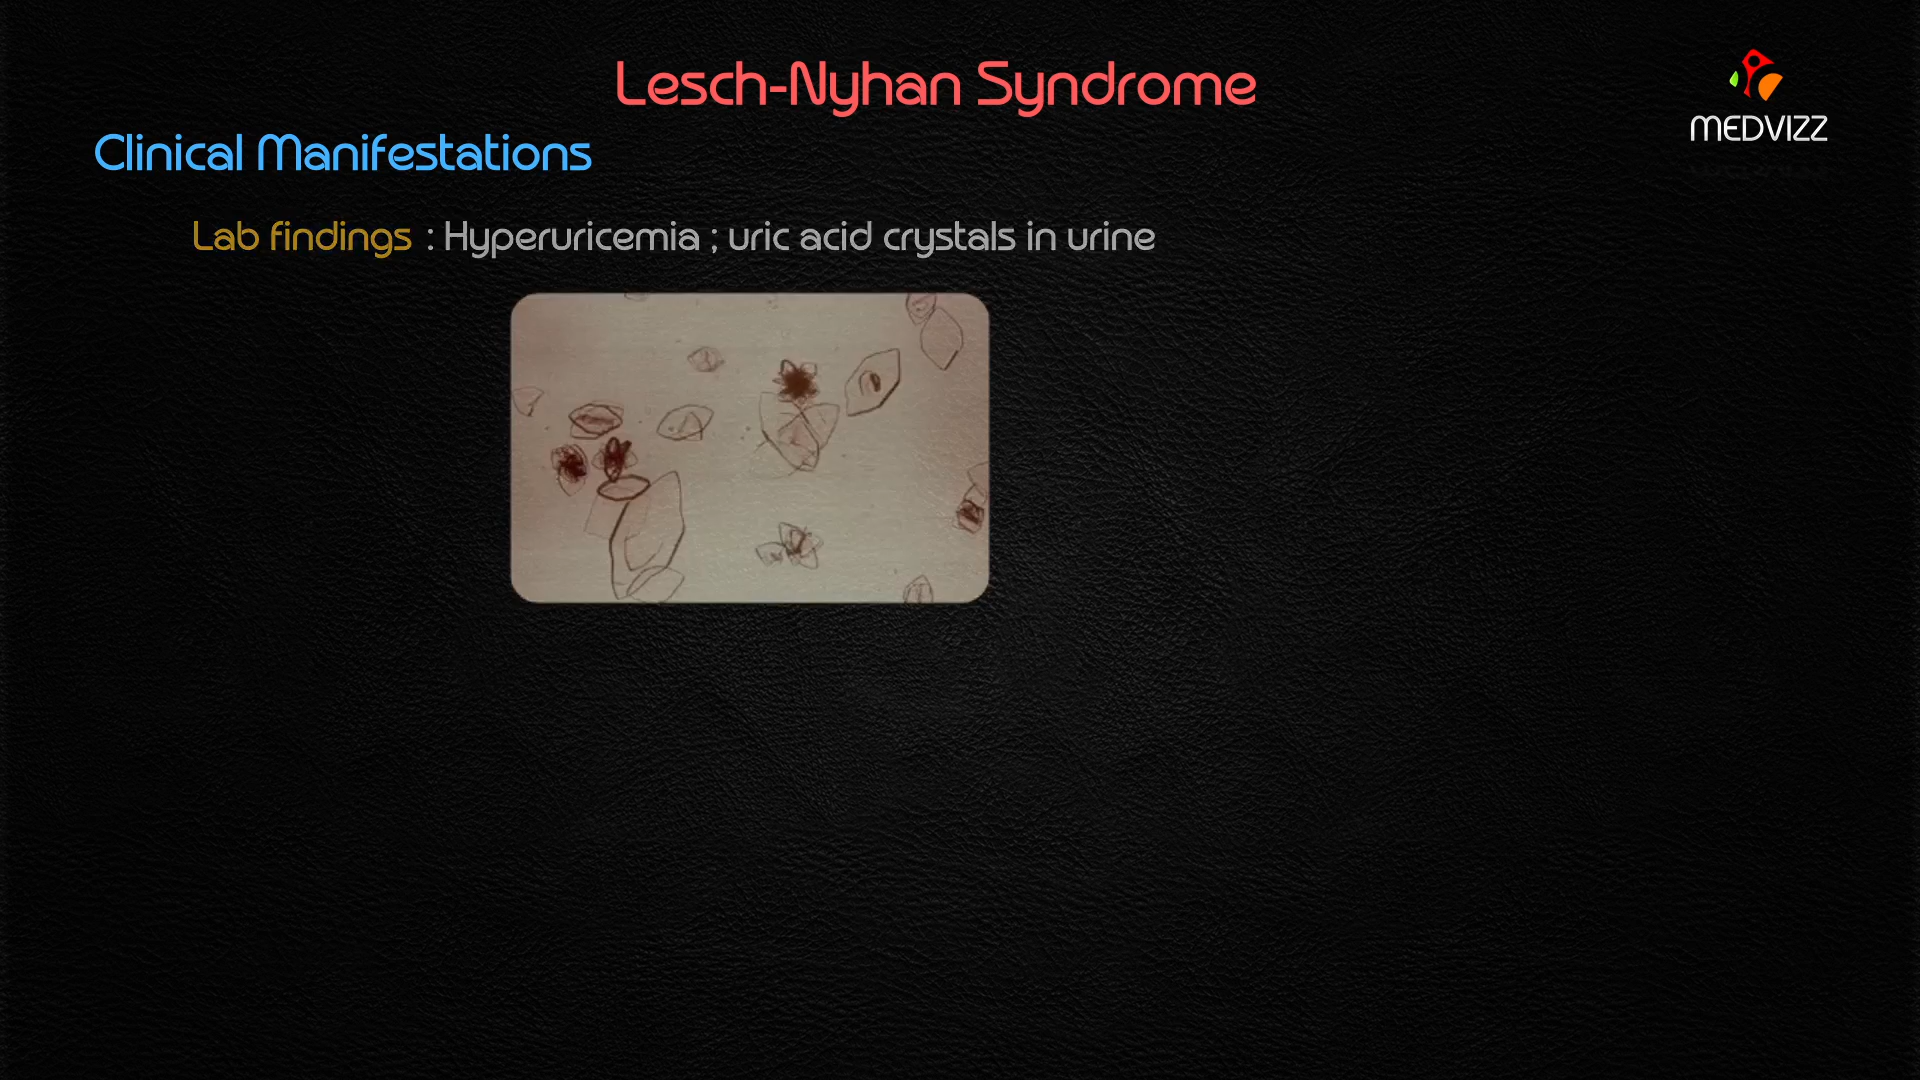 Lesch-Nyhan Syndrome
MEDVIZZ
Clinical Manifestations
Lab findings : Hyperuricemia ; uric acid crystals in urine